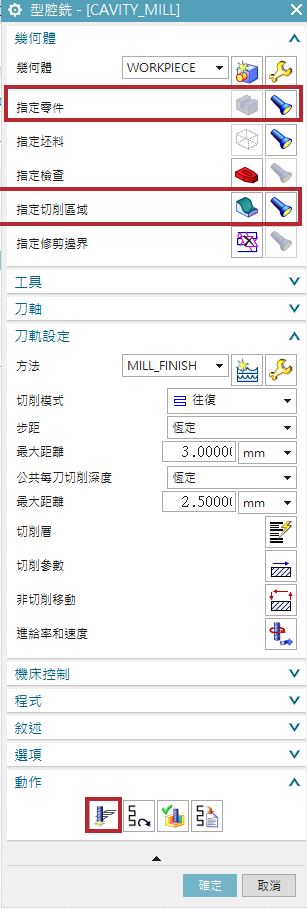 型腔銑 - [CAVITY_MILL]
幾何體
幾何體 WORKPIECE
指定零件
指定坯料
指定檢查
指定切削區域
指定修剪邊界
工具
刀軸
刀軌設定
方法 MILL_FINISH
切削模式 往復
步距 恆定
最大距離 3.00000 mm
公共每刀切削深度 恆定
最大距離 2.50000 mm
切削層
切削參數
非切削移動
進給率和速度
機床控制
程式
敘述
選項
動作
確定 取消